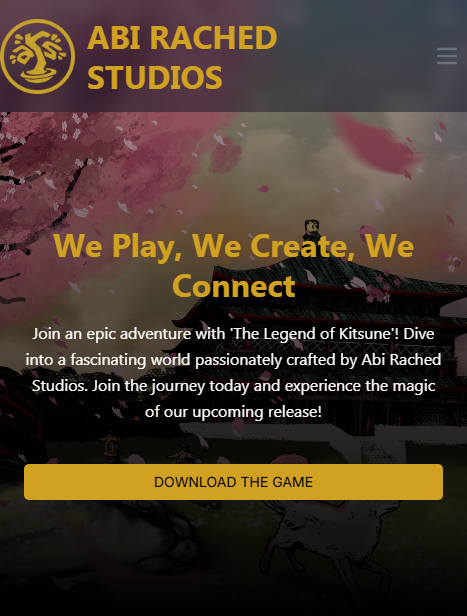 ABI RACHED
STUDIOS
We Play, We Create, We
Connect
Join an epic adventure with 'The Legend of Kitsune'! Dive
into a fascinating world passionately crafted by Abi Rached
Studios. Join the journey today and experience the magic
of our upcoming release!
DOWNLOAD THE GAME